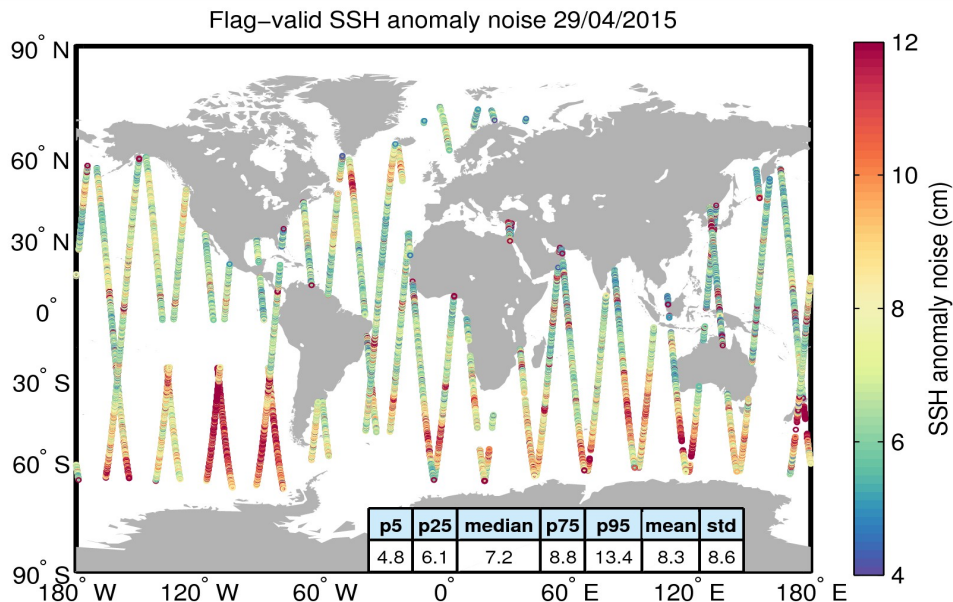 Flag−valid SSH anomaly noise 29/04/2015
90° N
60° N
30° N
0°
30° S
60° S
90° S
180° W
120° W
60° W
0°
60° E
120° E
180° E
p5 p25 median p75 p95 mean std
4.8 6.1 7.2 8.8 13.4 8.3 8.6
12
10
8
6
4
SSH anomaly noise (cm)